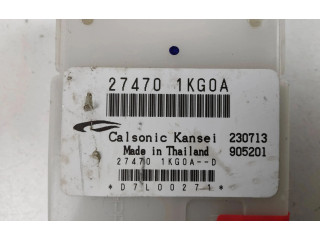 27470 1KG0A
Calsonic Kansei 230713
Made in Thailand 905201
27470 1KG0A--D
*D7L00271*